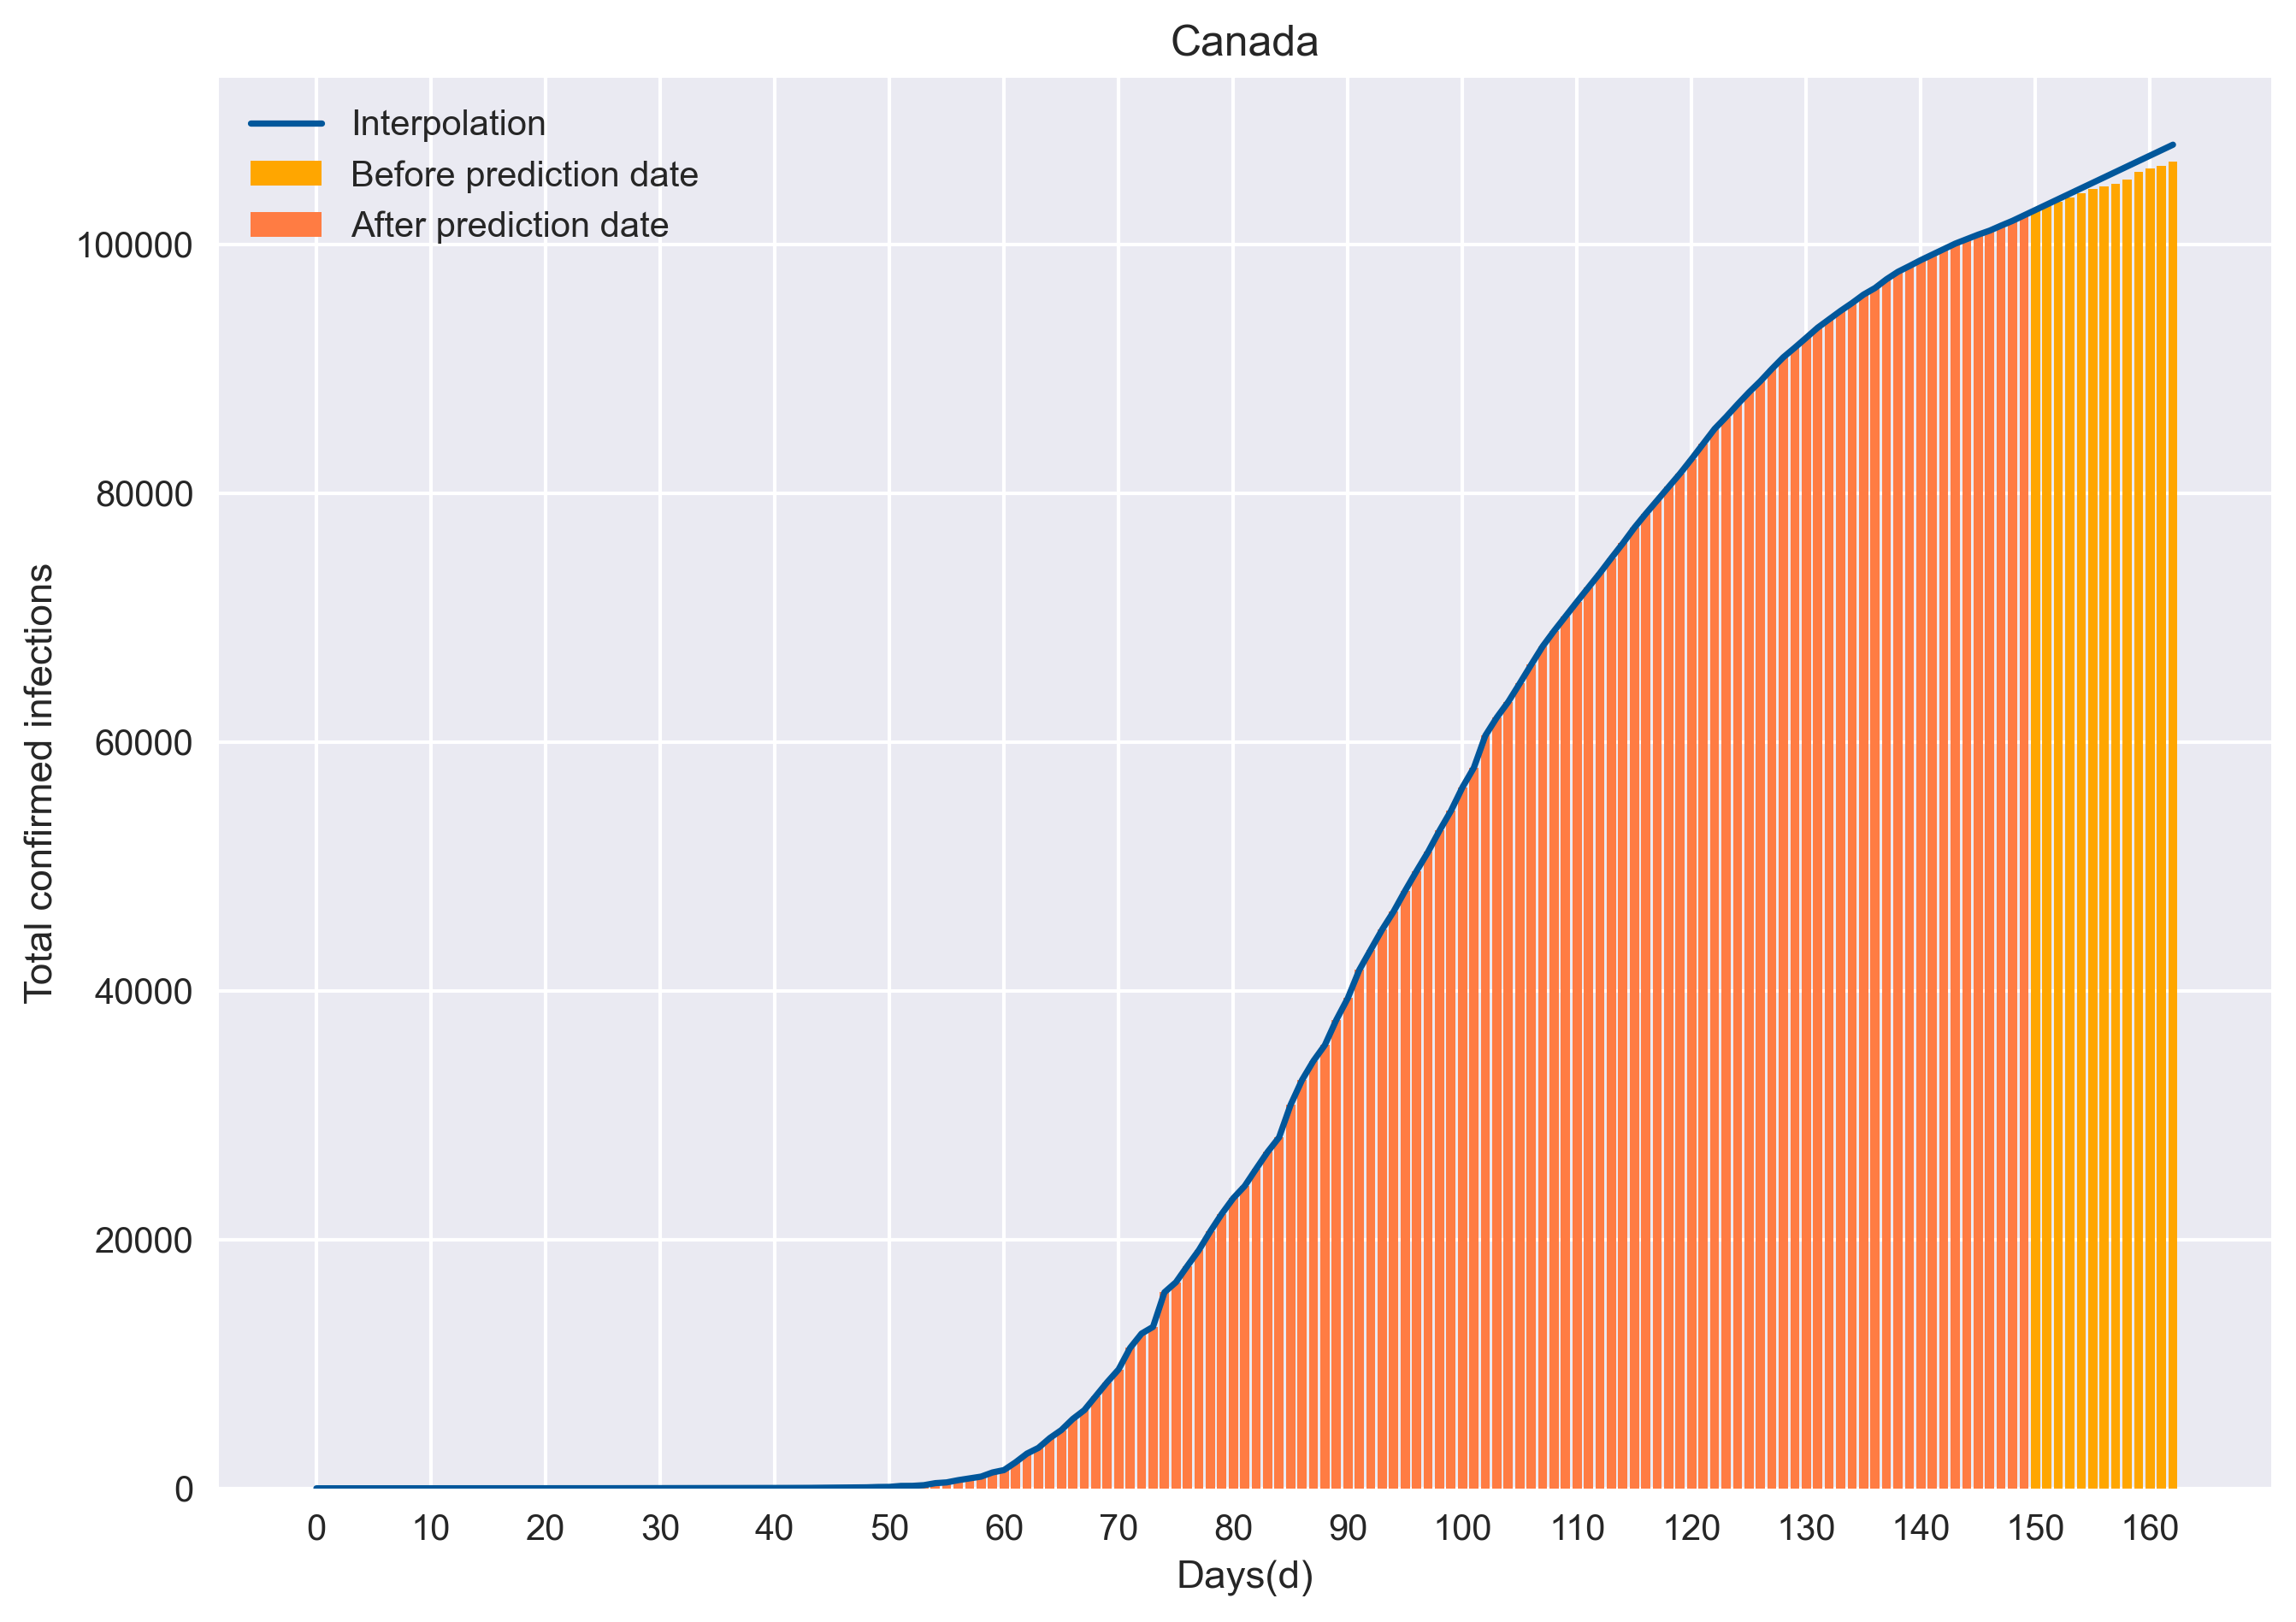 Canada
Interpolation
Before prediction date
After prediction date
100000
80000
60000
40000
20000
0
Total confirmed infections
0 10 20 30 40 50 60 70 80 90 100 110 120 130 140 150 160
Days(d)